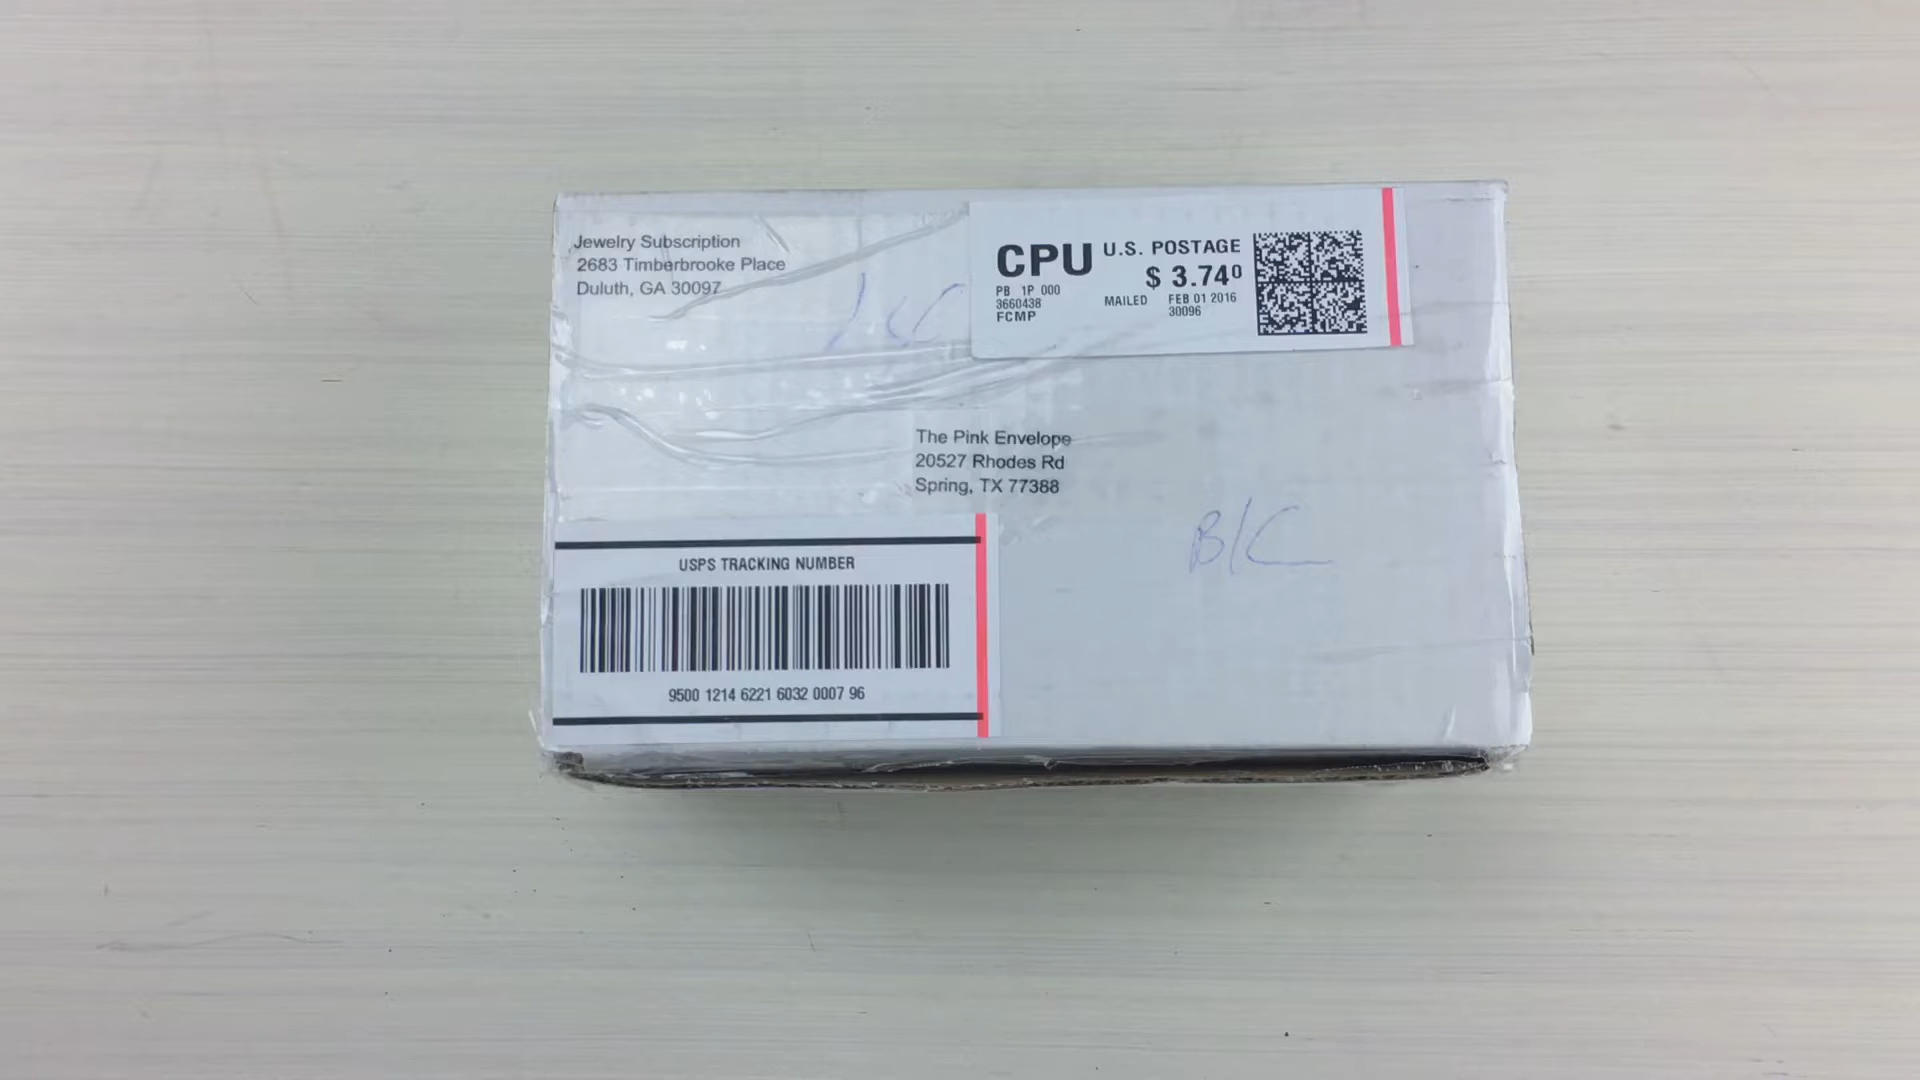 Jewelry Subscription
2683 Timberbrooke Place
Duluth, GA 30097
CPU U.S. POSTAGE
$ 3.740
PB 1P 000
3660438
FCMP
MAILED FEB 01 2016
30096
The Pink Envelope
20527 Rhodes Rd
Spring, TX 77388
B/C
USPS TRACKING NUMBER
9500 1214 6221 6032 0007 96